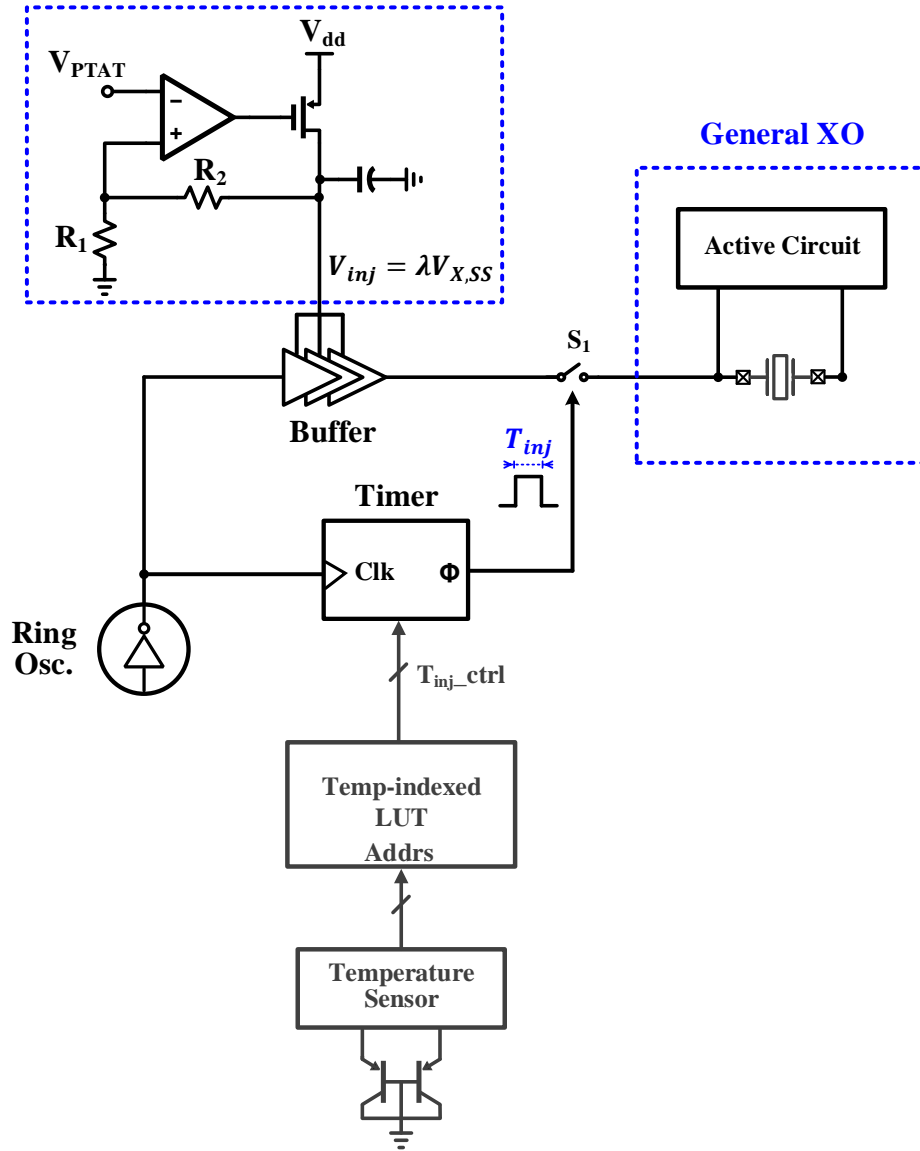 V_dd
V_PTAT
−
+
R_2
R_1
V_inj = λV_X,SS
General XO
Active Circuit
S_1
Buffer
T_inj
Timer
Clk
Φ
Ring
Osc.
T_inj_ctrl
Temp-indexed
LUT
Addrs
Temperature
Sensor